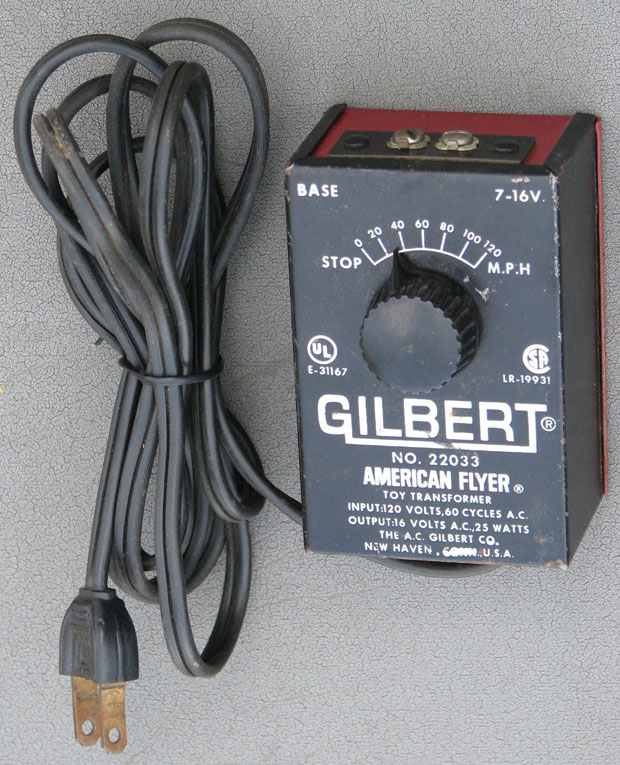 BASE 7-16V.
0 20 40 60 80 100 120
STOP M.P.H
UL
E-31167
SA
LR-19931
GILBERT®
NO. 22033
AMERICAN FLYER®
TOY TRANSFORMER
INPUT:120 VOLTS,60 CYCLES A.C.
OUTPUT:16 VOLTS A.C.,25 WATTS
THE A.C. GILBERT CO.
NEW HAVEN, CONN.,U.S.A.